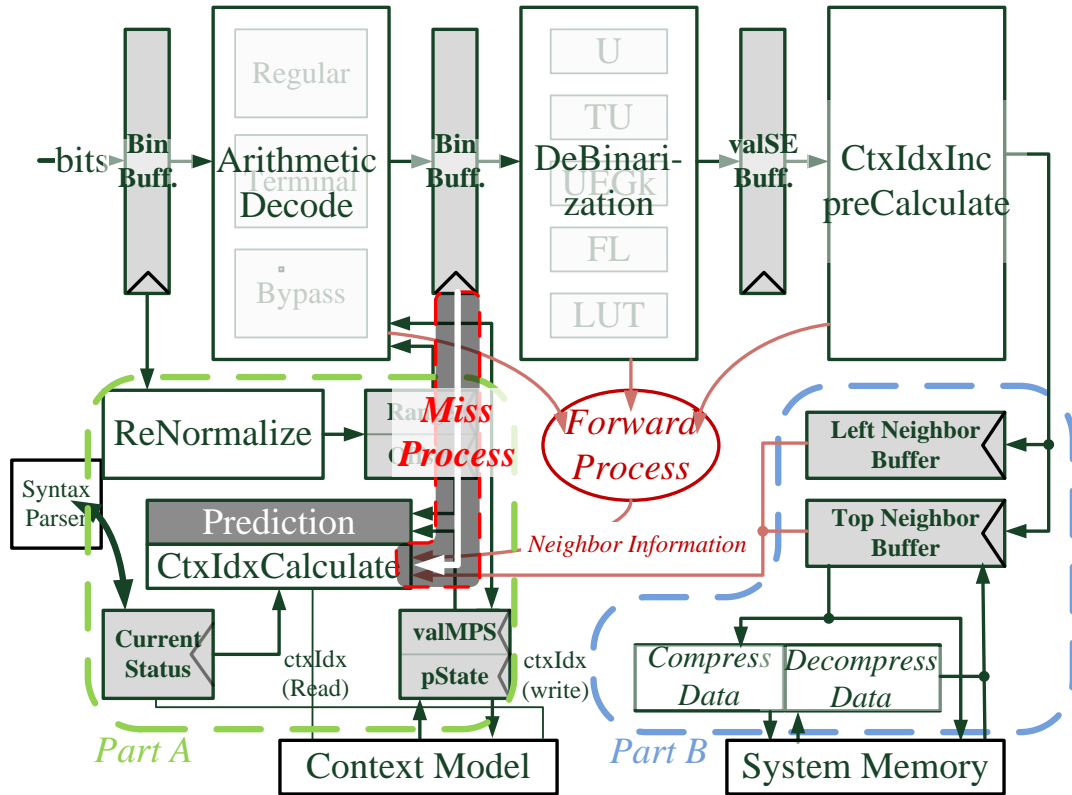 bits
Bin
Buff.
Regular
Terminal
Bypass
Arithmetic
Decode
Bin
Buff.
U
TU
UEGk
FL
LUT
DeBinari-
zation
valSE
Buff.
CtxIdxInc
preCalculate
ReNormalize
Miss
Process
Forward
Process
Left Neighbor
Buffer
Syntax
Parser
Prediction
CtxIdxCalculate
Neighbor Information
Top Neighbor
Buffer
Current
Status
ctxIdx
(Read)
valMPS
pState
ctxIdx
(write)
Compress
Data
Decompress
Data
Part A
Context Model
Part B
System Memory